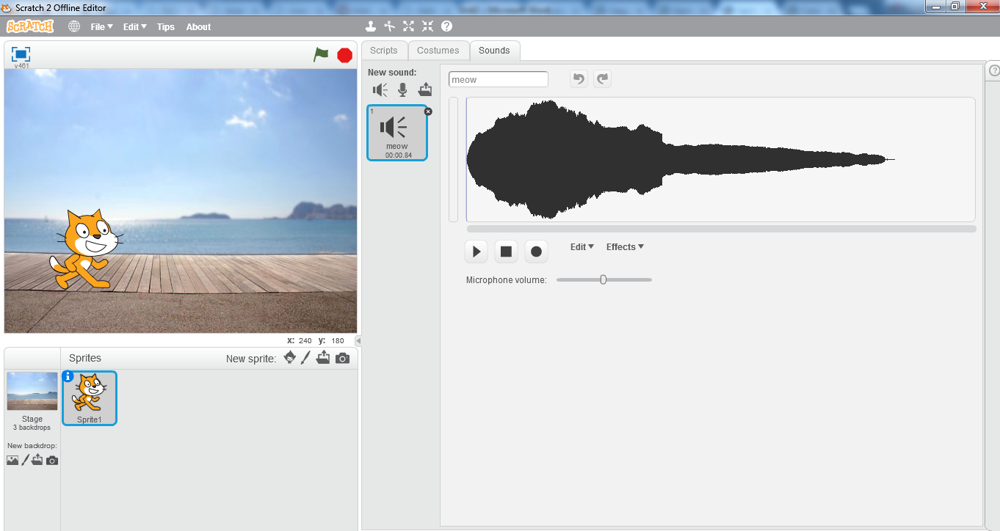 Scratch 2 Offline Editor
SCRATCH File Edit Tips About
v461
Scripts Costumes Sounds
New sound:
meow
1
meow
00:00.84
Edit Effects
Microphone volume:
x: 240 y: 180
Sprites New sprite:
Stage
3 backdrops
New backdrop:
Sprite1